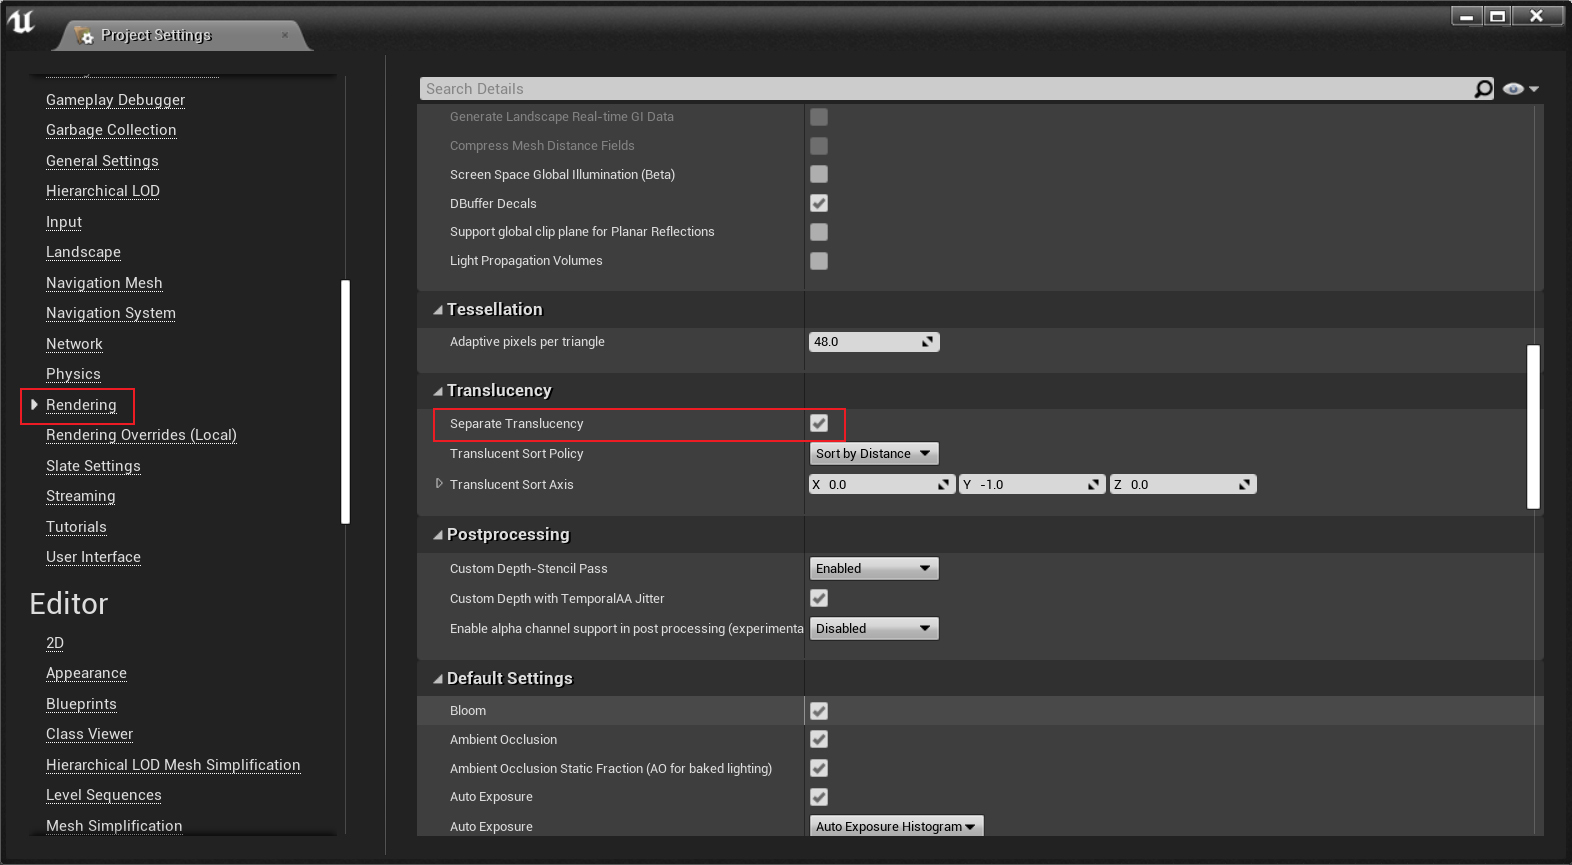 Project Settings
Gameplay Debugger
Garbage Collection
General Settings
Hierarchical LOD
Input
Landscape
Navigation Mesh
Navigation System
Network
Physics
Rendering
Rendering Overrides (Local)
Slate Settings
Streaming
Tutorials
User Interface
Editor
2D
Appearance
Blueprints
Class Viewer
Hierarchical LOD Mesh Simplification
Level Sequences
Mesh Simplification
Search Details
Generate Landscape Real-time GI Data
Compress Mesh Distance Fields
Screen Space Global Illumination (Beta)
DBuffer Decals
Support global clip plane for Planar Reflections
Light Propagation Volumes
Tessellation
Adaptive pixels per triangle 48.0
Translucency
Separate Translucency
Translucent Sort Policy Sort by Distance
Translucent Sort Axis X 0.0 Y -1.0 Z 0.0
Postprocessing
Custom Depth-Stencil Pass Enabled
Custom Depth with TemporalAA Jitter
Enable alpha channel support in post processing (experimenta Disabled
Default Settings
Bloom
Ambient Occlusion
Ambient Occlusion Static Fraction (AO for baked lighting)
Auto Exposure
Auto Exposure Auto Exposure Histogram